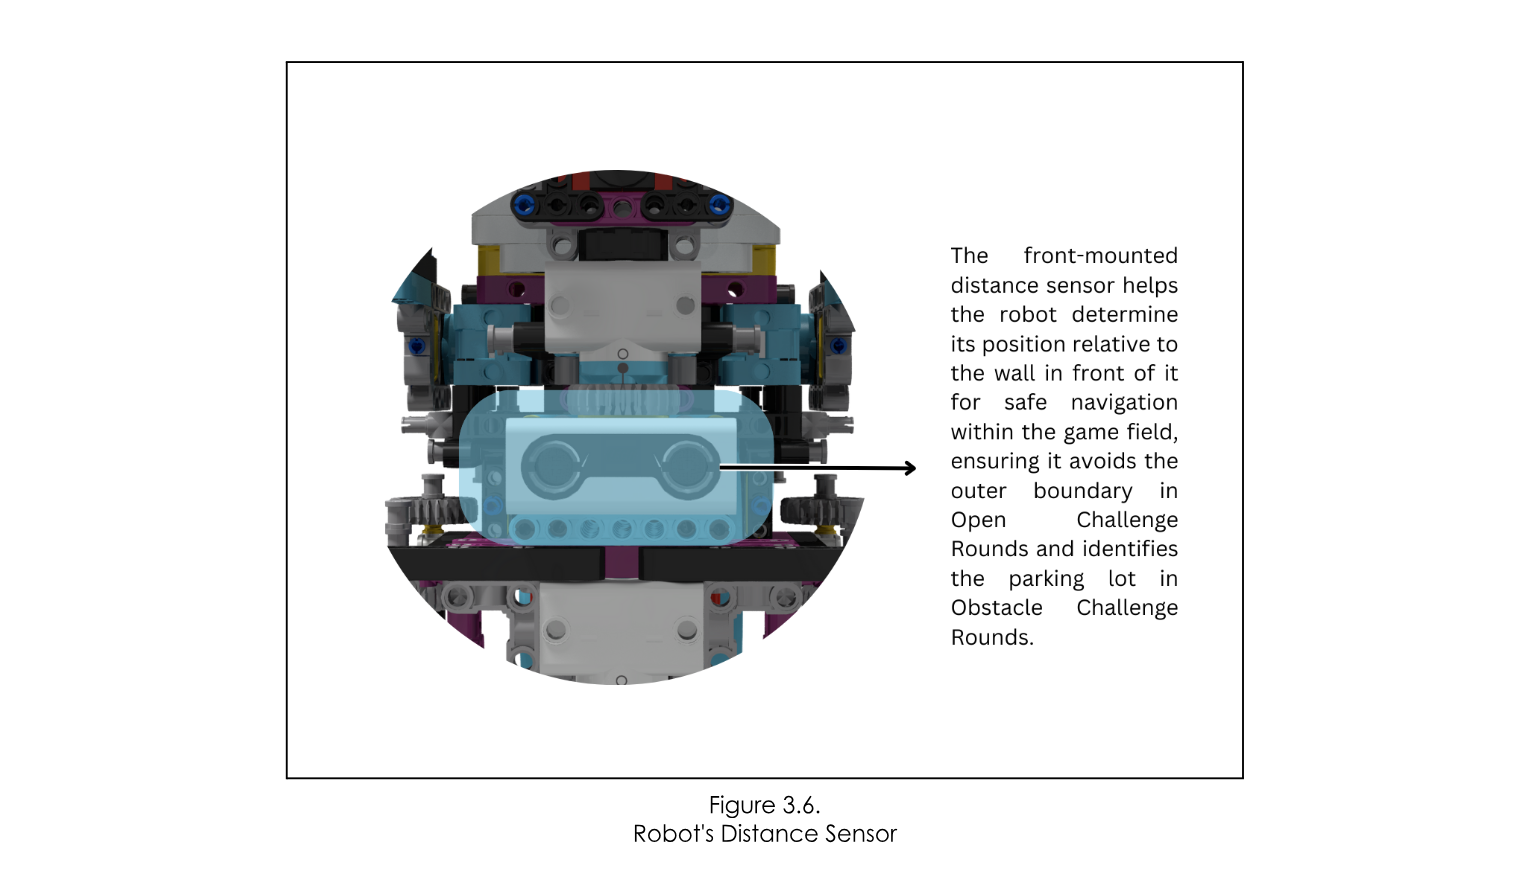 The front-mounted
distance sensor helps
the robot determine
its position relative to
the wall in front of it
for safe navigation
within the game field,
ensuring it avoids the
outer boundary in
Open Challenge
Rounds and identifies
the parking lot in
Obstacle Challenge
Rounds.
Figure 3.6.
Robot's Distance Sensor